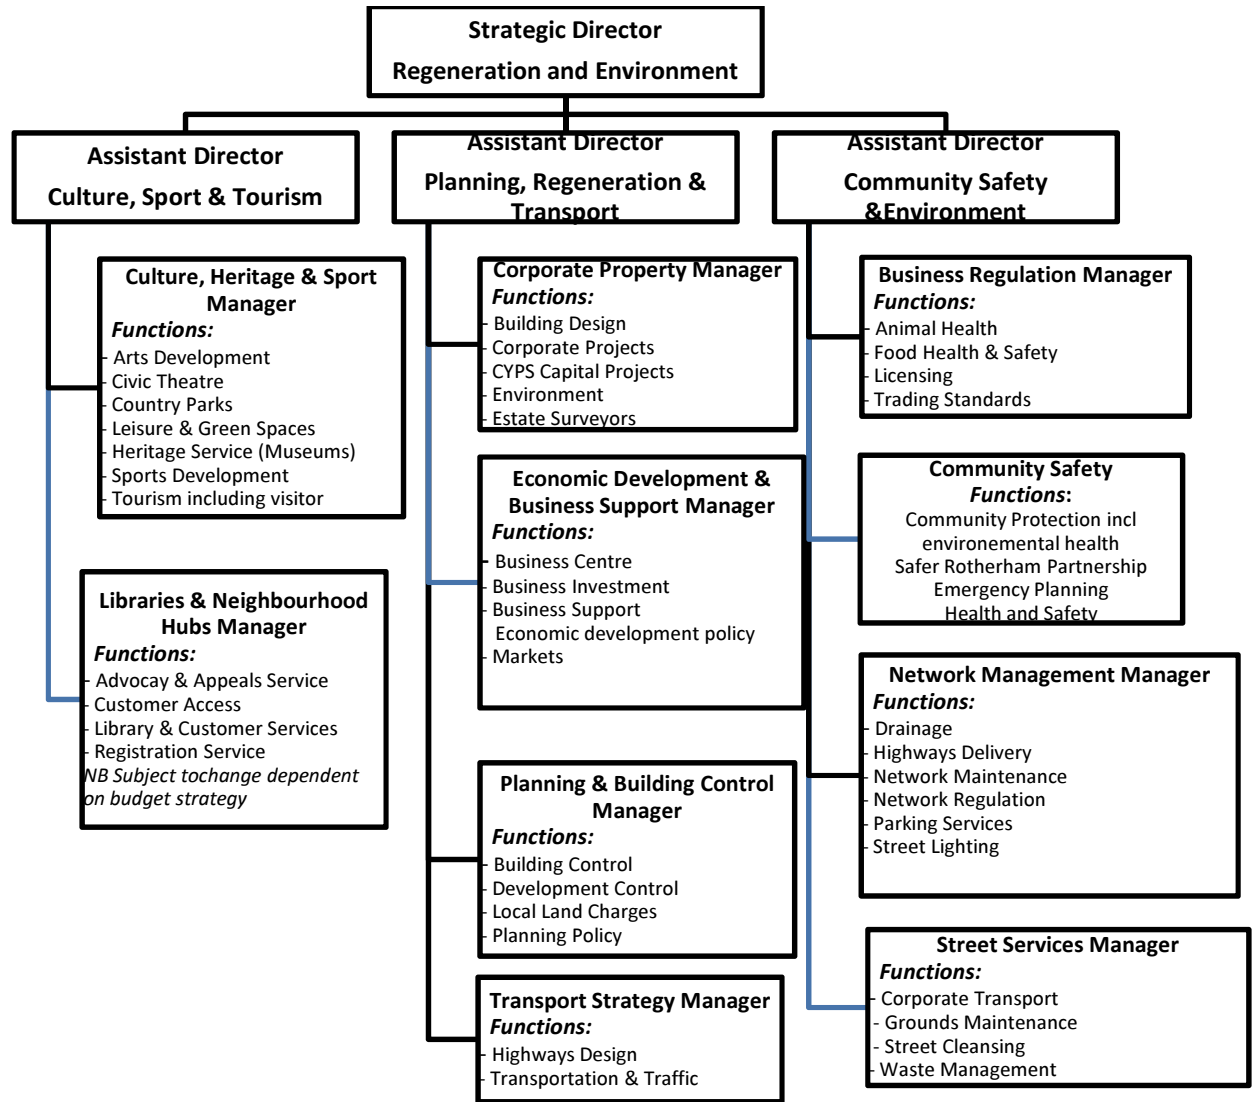 Strategic Director
Regeneration and Environment
Assistant Director
Culture, Sport & Tourism
Assistant Director
Planning, Regeneration &
Transport
Assistant Director
Community Safety
&Environment
Culture, Heritage & Sport
Manager
Functions:
- Arts Development
- Civic Theatre
- Country Parks
- Leisure & Green Spaces
- Heritage Service (Museums)
- Sports Development
- Tourism including visitor
Libraries & Neighbourhood
Hubs Manager
Functions:
- Advocay & Appeals Service
- Customer Access
- Library & Customer Services
- Registration Service
NB Subject tochange dependent
on budget strategy
Corporate Property Manager
Functions:
- Building Design
- Corporate Projects
- CYPS Capital Projects
- Environment
- Estate Surveyors
Economic Development &
Business Support Manager
Functions:
- Business Centre
- Business Investment
- Business Support
Economic development policy
- Markets
Planning & Building Control
Manager
Functions:
- Building Control
- Development Control
- Local Land Charges
- Planning Policy
Transport Strategy Manager
Functions:
- Highways Design
- Transportation & Traffic
Business Regulation Manager
Functions:
- Animal Health
- Food Health & Safety
- Licensing
- Trading Standards
Community Safety
Functions:
Community Protection incl
environemental health
Safer Rotherham Partnership
Emergency Planning
Health and Safety
Network Management Manager
Functions:
- Drainage
- Highways Delivery
- Network Maintenance
- Network Regulation
- Parking Services
- Street Lighting
Street Services Manager
Functions:
- Corporate Transport
- Grounds Maintenance
- Street Cleansing
- Waste Management